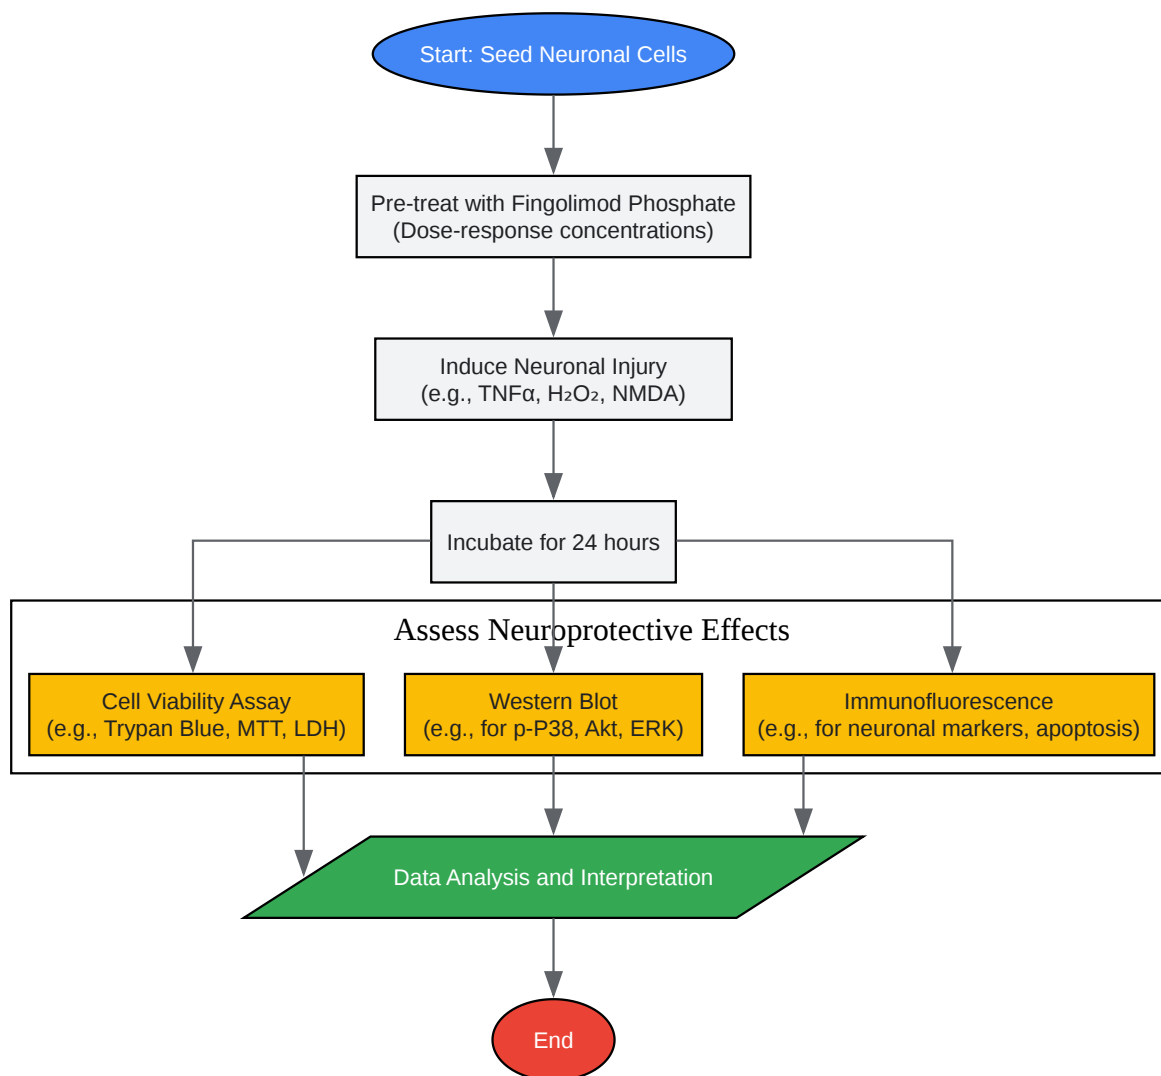 Start: Seed Neuronal Cells
Pre-treat with Fingolimod Phosphate
(Dose-response concentrations)
Induce Neuronal Injury
(e.g., TNFα, H₂O₂, NMDA)
Incubate for 24 hours
Assess Neuroprotective Effects
Cell Viability Assay
(e.g., Trypan Blue, MTT, LDH)
Western Blot
(e.g., for p-P38, Akt, ERK)
Immunofluorescence
(e.g., for neuronal markers, apoptosis)
Data Analysis and Interpretation
End